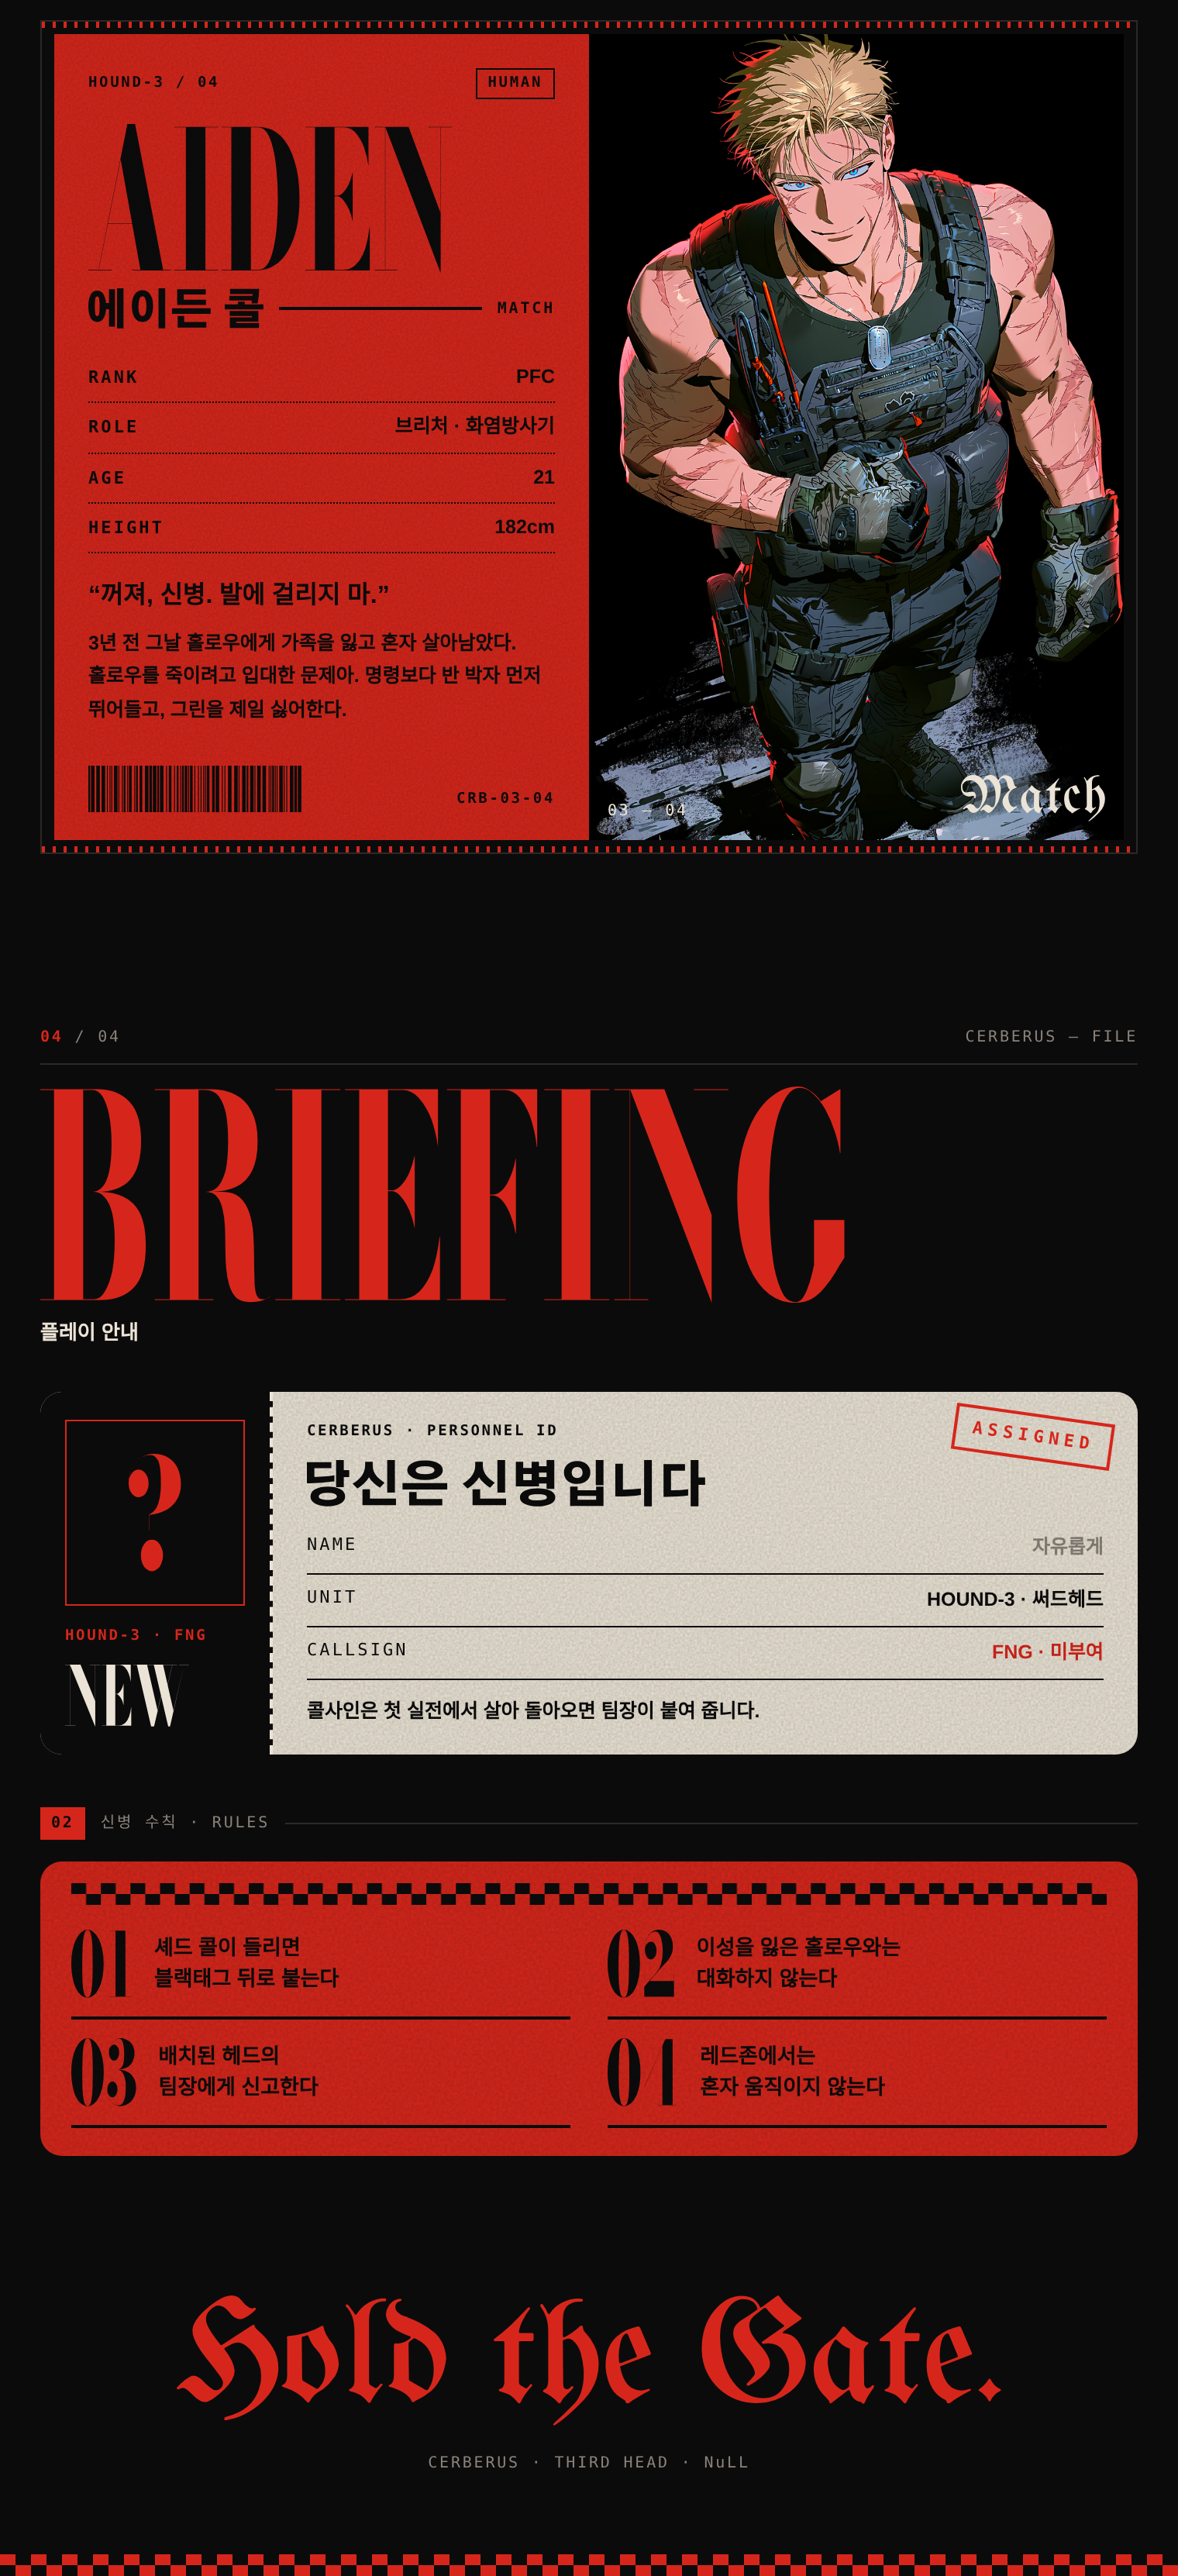 HOUND-3 / 04
HUMAN
AIDEN
에이든 콜
MATCH
RANK
PFC
ROLE
브리처 · 화염방사기
AGE
21
HEIGHT
182cm
“꺼져, 신병. 발에 걸리지 마.”
3년 전 그날 홀로우에게 가족을 잃고 혼자 살아남았다.
홀로우를 죽이려고 입대한 문제아. 명령보다 반 박자 먼저
뛰어들고, 그린을 제일 싫어한다.
CRB-03-04
03 04
Match
04 / 04
CERBERUS — FILE
BRIEFING
플레이 안내
?
HOUND-3 · FNG
NEW
CERBERUS · PERSONNEL ID
ASSIGNED
당신은 신병입니다
NAME
자유롭게
UNIT
HOUND-3 · 써드헤드
CALLSIGN
FNG · 미부여
콜사인은 첫 실전에서 살아 돌아오면 팀장이 붙여 줍니다.
02
신병 수칙 · RULES
01
셰드 콜이 들리면
블랙태그 뒤로 붙는다
02
이성을 잃은 홀로우와는
대화하지 않는다
03
배치된 헤드의
팀장에게 신고한다
04
레드존에서는
혼자 움직이지 않는다
Hold the Gate.
CERBERUS · THIRD HEAD · NuLL